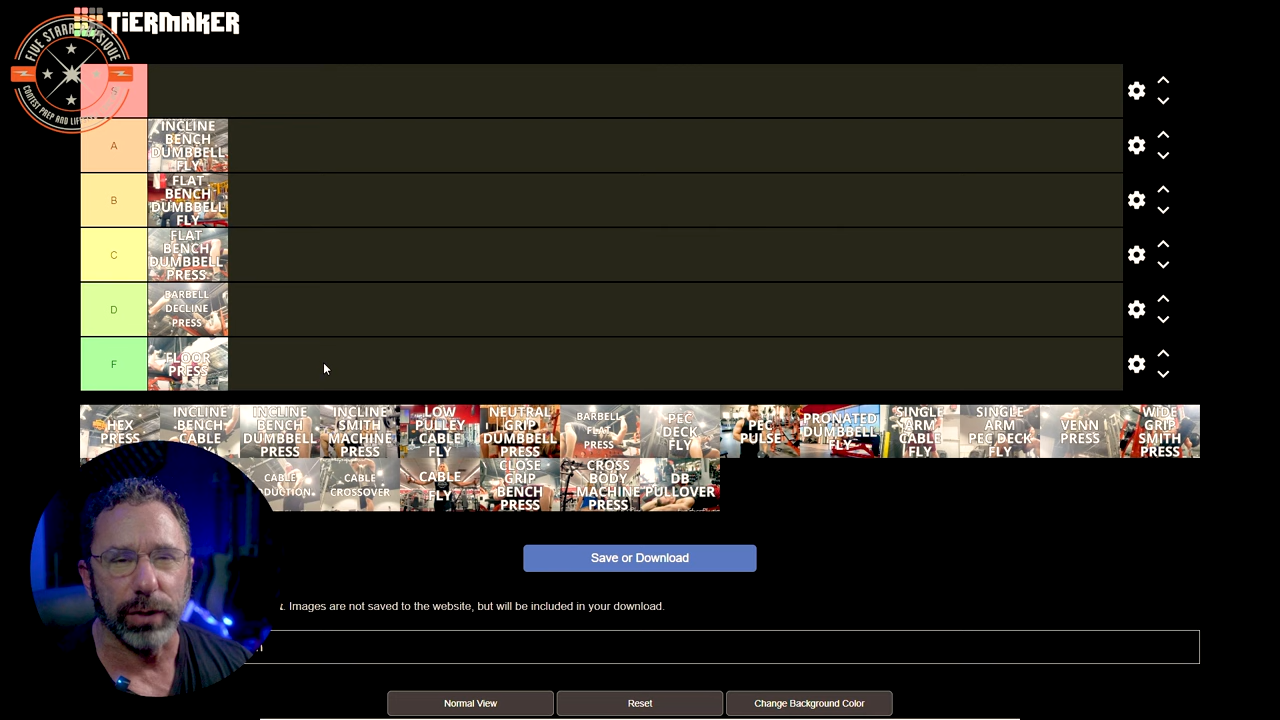 TiERMAKER
FIVE STARR PHYSIQUE
CONTEST PREP AND
S
A
INCLINE
BENCH
DUMBBELL
FLY
B
FLAT
BENCH
DUMBBELL
FLY
C
FLAT
BENCH
DUMBBELL
PRESS
D
BARBELL
DECLINE
PRESS
F
FLOOR
PRESS
HEX
PRESS
INCLINE
BENCH
CABLE
INCLINE
BENCH
DUMBBELL
PRESS
INCLINE
SMITH
MACHINE
PRESS
LOW
PULLEY
CABLE
FLY
NEUTRAL
GRIP
DUMBBELL
PRESS
BARBELL
FLAT
PRESS
PEC
DECK
FLY
PEC
PULSE
PRONATED
DUMBBELL
FLY
SINGLE
ARM
CABLE
FLY
SINGLE
ARM
PEC DECK
FLY
VENN
PRESS
WIDE
GRIP
SMITH
PRESS
CABLE
DUCTION
CABLE
CROSSOVER
CABLE
FLY
CLOSE
GRIP
BENCH
PRESS
CROSS
BODY
MACHINE
PRESS
DB
PULLOVER
Save or Download
. Images are not saved to the website, but will be included in your download.
Normal View
Reset
Change Background Color